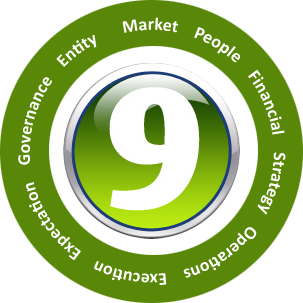 Market
People
Financial
Strategy
Operations
Execution
Expectation
Governance
Entity
9